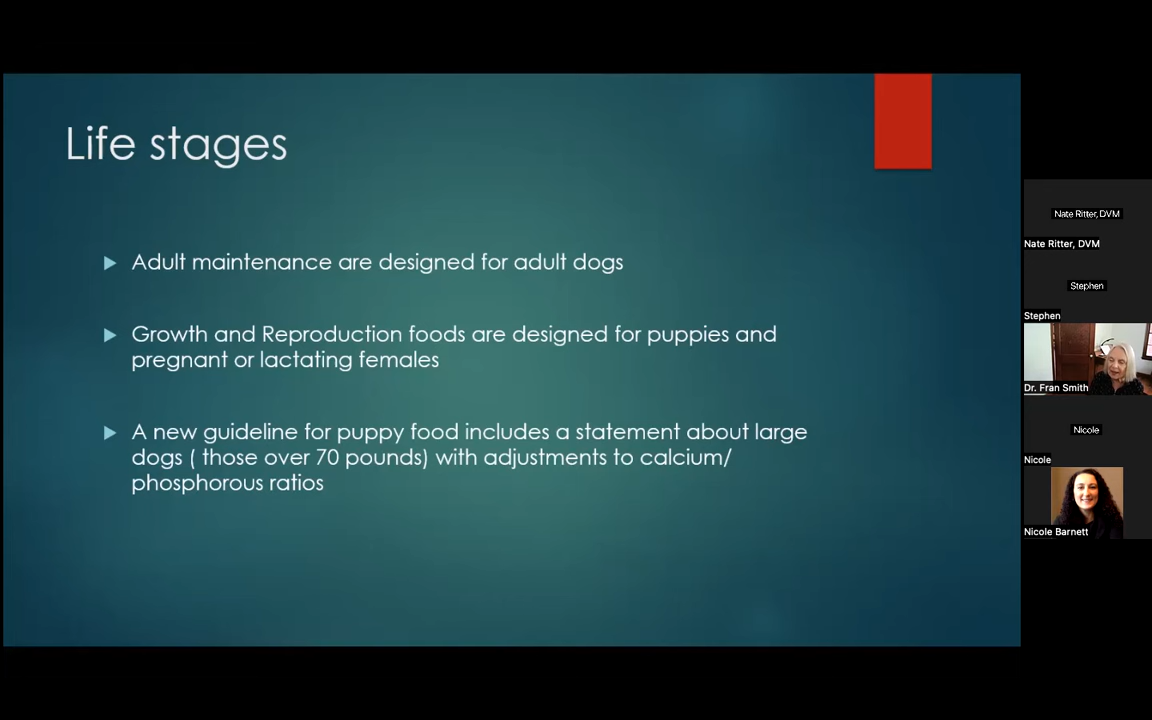 Life stages
Adult maintenance are designed for adult dogs
Growth and Reproduction foods are designed for puppies and
pregnant or lactating females
A new guideline for puppy food includes a statement about large
dogs ( those over 70 pounds) with adjustments to calcium/
phosphorous ratios
Nate Ritter, DVM
Nate Ritter, DVM
Stephen
Stephen
Dr. Fran Smith
Nicole
Nicole
Nicole Barnett